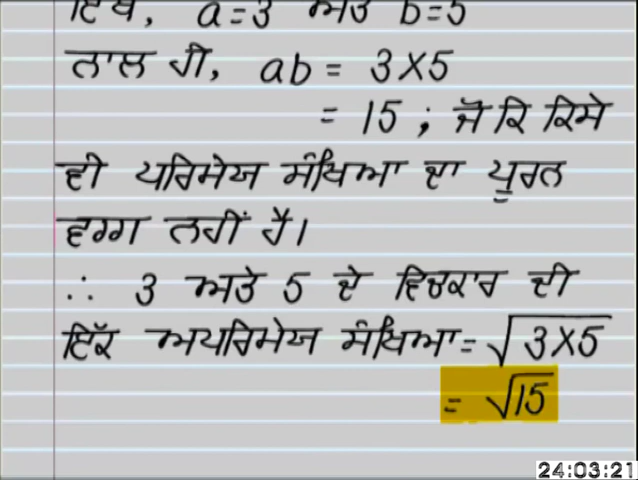 ਇੱਥੇ, a=3 ਅਤੇ b=5
ਨਾਲ ਹੀ, ab = 3×5
= 15 ; ਜੋ ਕਿ ਕਿਸੇ
ਵੀ ਪਰਿਮੇਯ ਸੰਖਿਆ ਦਾ ਪੂਰਨ
ਵਰਗ ਨਹੀਂ ਹੈ।
∴ 3 ਅਤੇ 5 ਦੇ ਵਿਚਕਾਰ ਦੀ
ਇੱਕ ਅਪਰਿਮੇਯ ਸੰਖਿਆ = √3×5
= √15
24:03:21